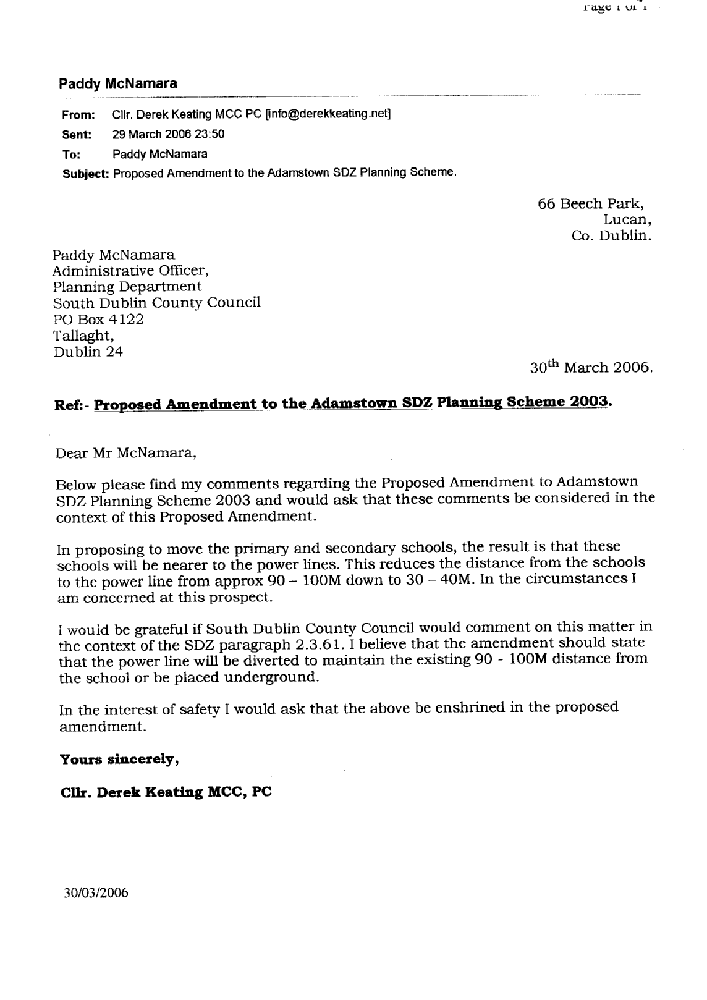 Page 1 of 1
Paddy McNamara
From: Cllr. Derek Keating MCC PC [info@derekkeating.net]
Sent: 29 March 2006 23:50
To: Paddy McNamara
Subject: Proposed Amendment to the Adamstown SDZ Planning Scheme.
66 Beech Park,
Lucan,
Co. Dublin.
Paddy McNamara
Administrative Officer,
Planning Department
South Dublin County Council
PO Box 4122
Tallaght,
Dublin 24
30th March 2006.
Ref:- Proposed Amendment to the Adamstown SDZ Planning Scheme 2003.
Dear Mr McNamara,
Below please find my comments regarding the Proposed Amendment to Adamstown
SDZ Planning Scheme 2003 and would ask that these comments be considered in the
context of this Proposed Amendment.
In proposing to move the primary and secondary schools, the result is that these
schools will be nearer to the power lines. This reduces the distance from the schools
to the power line from approx 90 – 100M down to 30 – 40M. In the circumstances I
am concerned at this prospect.
I would be grateful if South Dublin County Council would comment on this matter in
the context of the SDZ paragraph 2.3.61. I believe that the amendment should state
that the power line will be diverted to maintain the existing 90 - 100M distance from
the school or be placed underground.
In the interest of safety I would ask that the above be enshrined in the proposed
amendment.
Yours sincerely,
Cllr. Derek Keating MCC, PC
30/03/2006